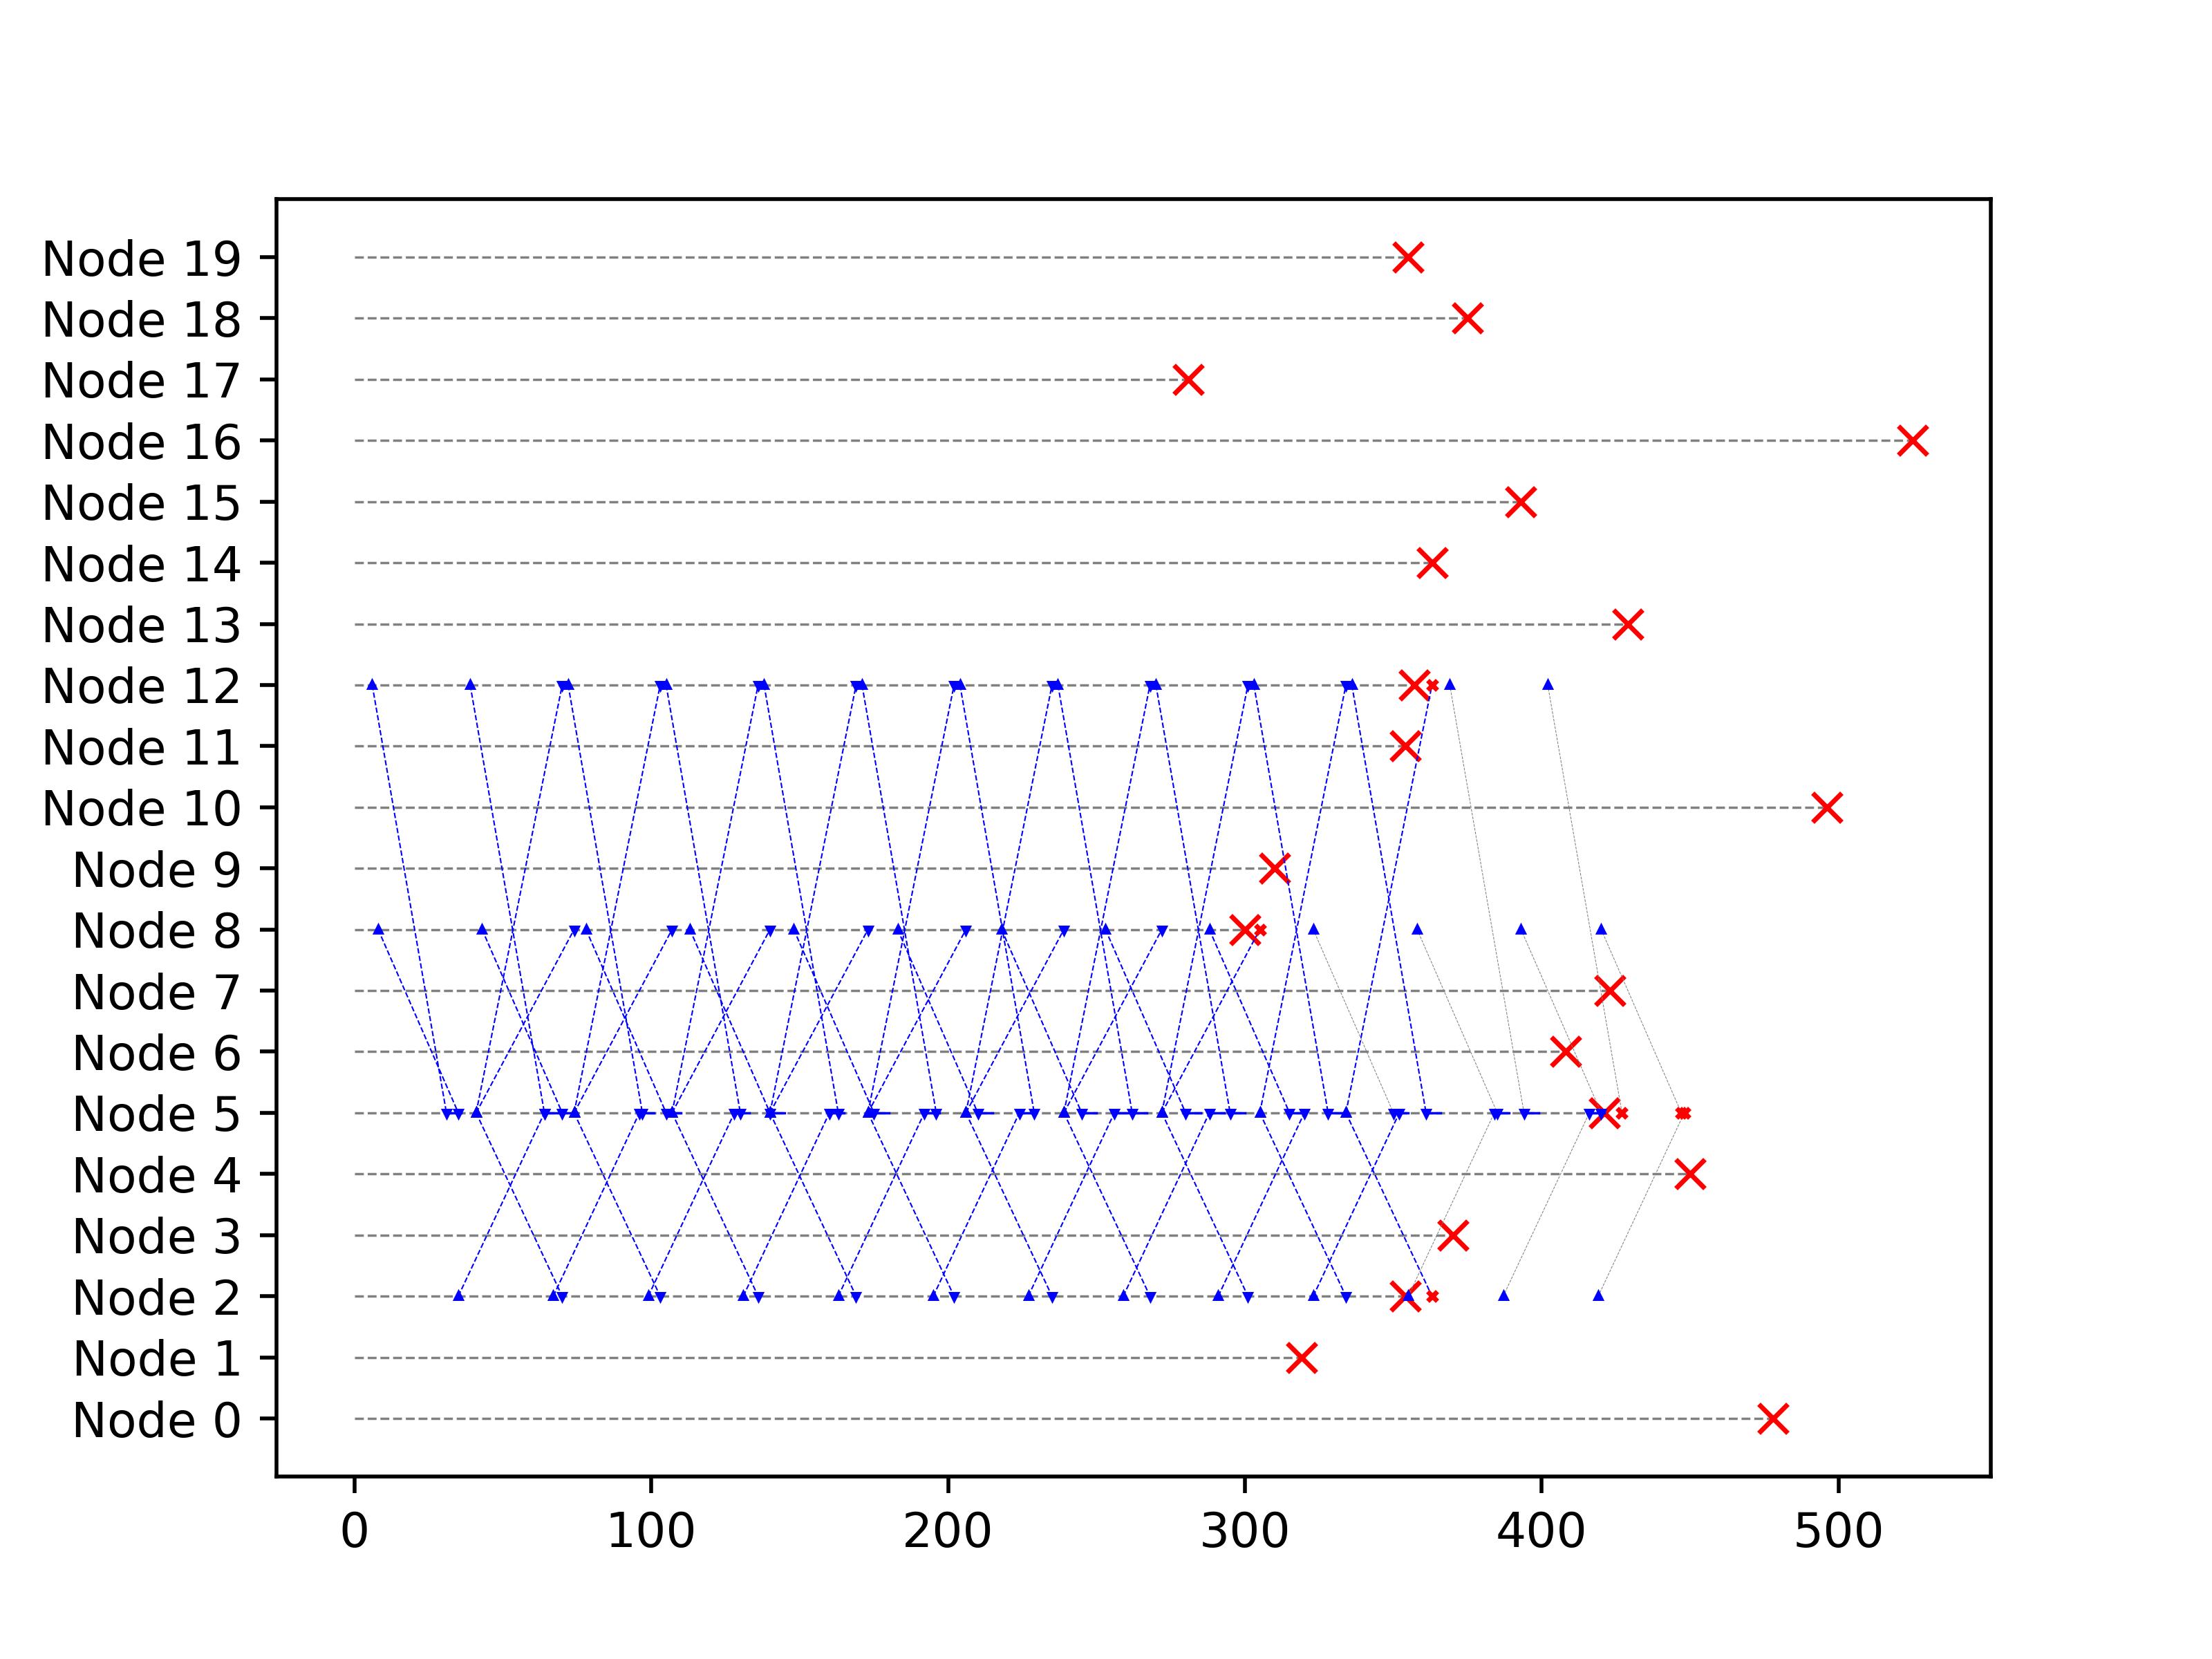 Node 19
Node 18
Node 17
Node 16
Node 15
Node 14
Node 13
Node 12
Node 11
Node 10
Node 9
Node 8
Node 7
Node 6
Node 5
Node 4
Node 3
Node 2
Node 1
Node 0
0 100 200 300 400 500